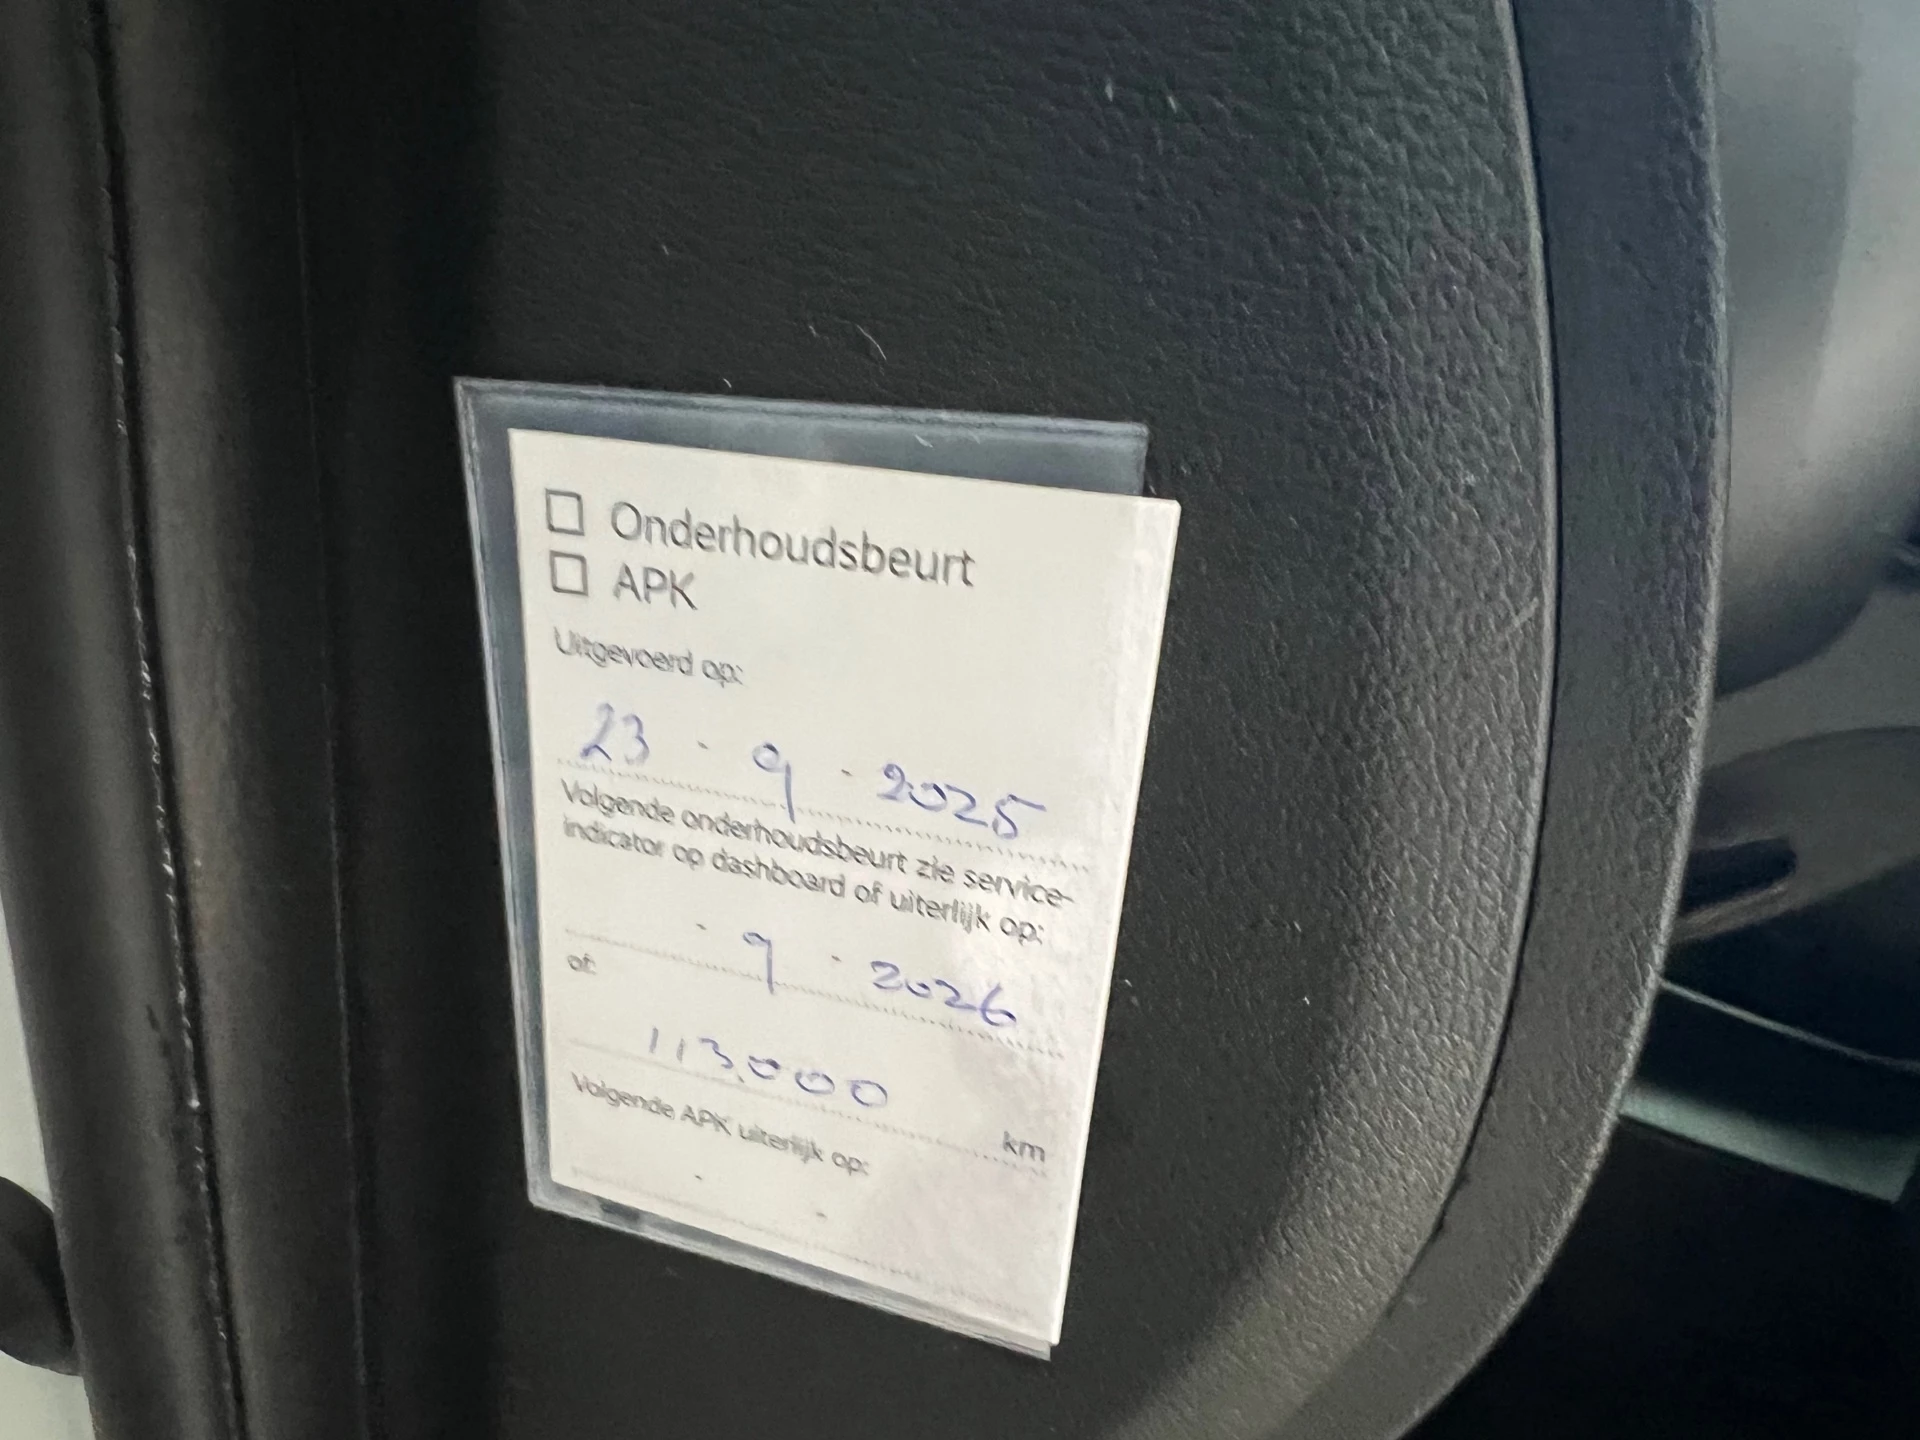 Onderhoudsbeurt
APK
Uitgevoerd op:
23 - 9 - 2025
Volgende onderhoudsbeurt zie service-
indicator op dashboard of uiterlijk op:
- 9 - 2026
of:
113.000 km
Volgende APK uiterlijk op:
- -